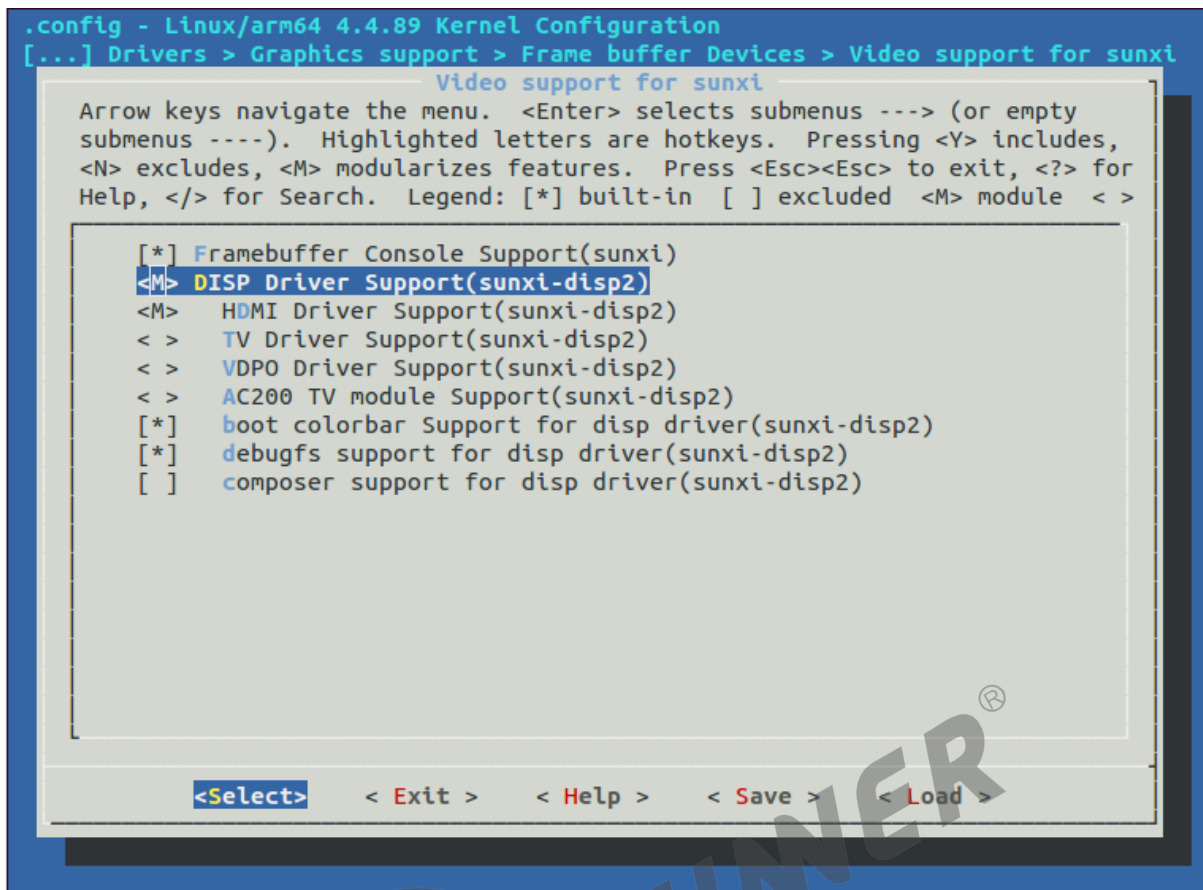 .config - Linux/arm64 4.4.89 Kernel Configuration
[...] Drivers > Graphics support > Frame buffer Devices > Video support for sunxi
Video support for sunxi
Arrow keys navigate the menu. <Enter> selects submenus ---> (or empty
submenus ----). Highlighted letters are hotkeys. Pressing <Y> includes,
<N> excludes, <M> modularizes features. Press <Esc><Esc> to exit, <?> for
Help, </> for Search. Legend: [*] built-in [ ] excluded <M> module < >
[*] Framebuffer Console Support(sunxi)
<M> DISP Driver Support(sunxi-disp2)
<M> HDMI Driver Support(sunxi-disp2)
< > TV Driver Support(sunxi-disp2)
< > VDPO Driver Support(sunxi-disp2)
< > AC200 TV module Support(sunxi-disp2)
[*] boot colorbar Support for disp driver(sunxi-disp2)
[*] debugfs support for disp driver(sunxi-disp2)
[ ] composer support for disp driver(sunxi-disp2)
<Select> < Exit > < Help > < Save > < Load >